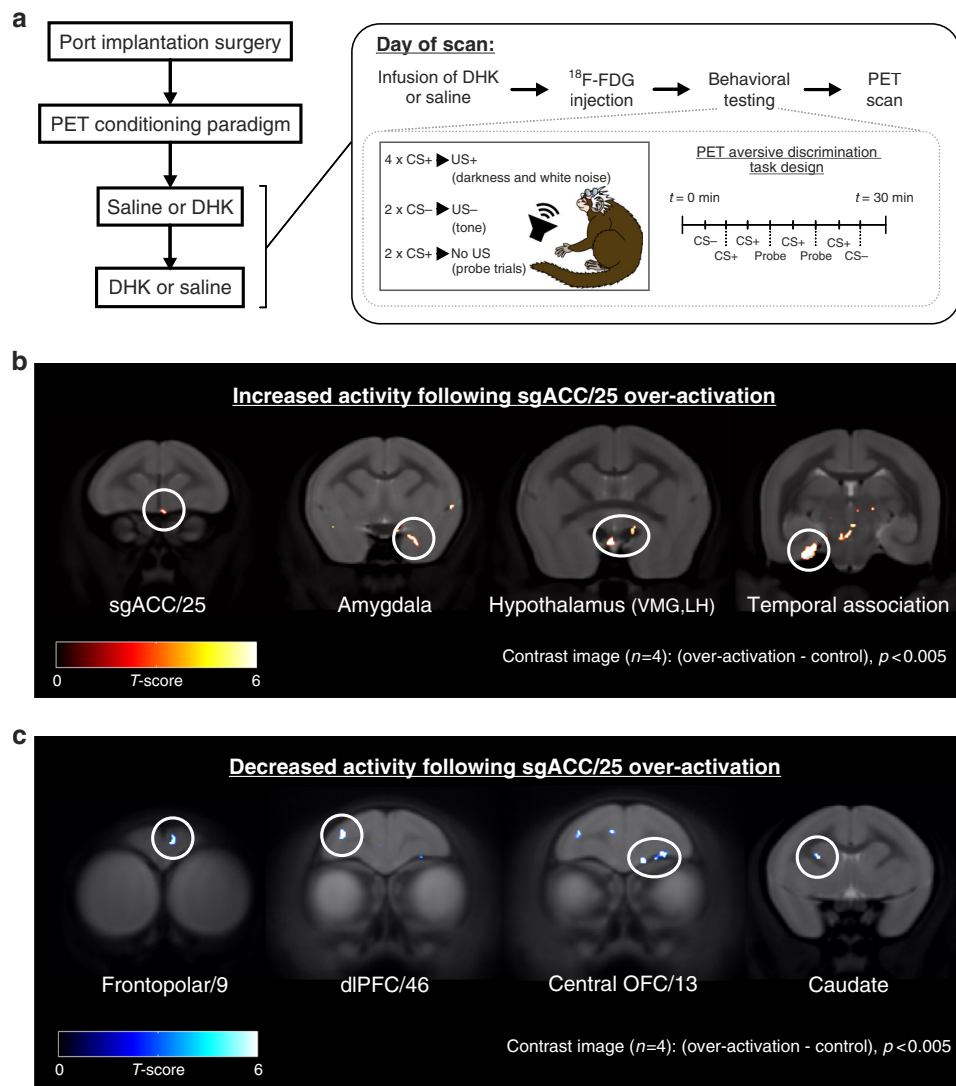 a
Port implantation surgery
PET conditioning paradigm
Saline or DHK
DHK or saline
Day of scan:
Infusion of DHK
or saline
18F-FDG
injection
Behavioral
testing
PET
scan
4 x CS+ US+
(darkness and white noise)
2 x CS– US–
(tone)
2 x CS+ No US
(probe trials)
PET aversive discrimination
task design
t = 0 min t = 30 min
CS– CS+ CS+ CS+
CS+ Probe Probe CS–
b
Increased activity following sgACC/25 over-activation
sgACC/25
Amygdala
Hypothalamus (VMG,LH)
Temporal association
0 T-score 6
Contrast image (n=4): (over-activation - control), p<0.005
c
Decreased activity following sgACC/25 over-activation
Frontopolar/9
dlPFC/46
Central OFC/13
Caudate
0 T-score 6
Contrast image (n=4): (over-activation - control), p<0.005